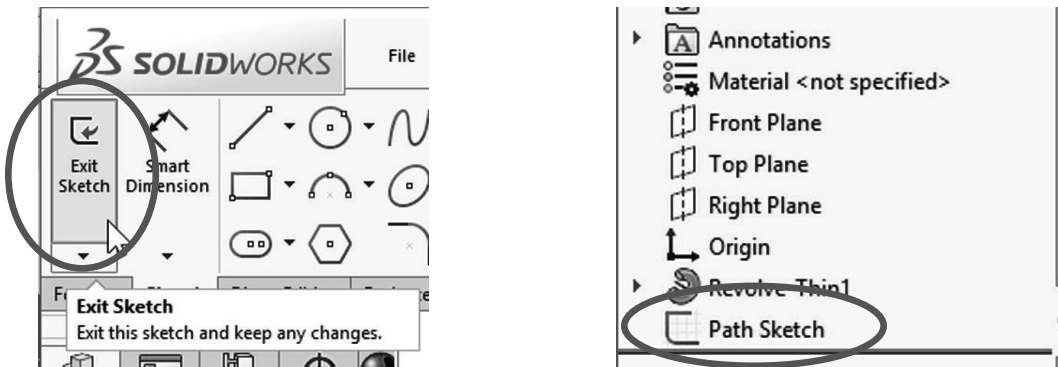 SOLIDWORKS
File
Exit
Sketch
Smart
Dimension
Exit Sketch
Exit this sketch and keep any changes.
Annotations
Material <not specified>
Front Plane
Top Plane
Right Plane
Origin
Revolve-Thin1
Path Sketch